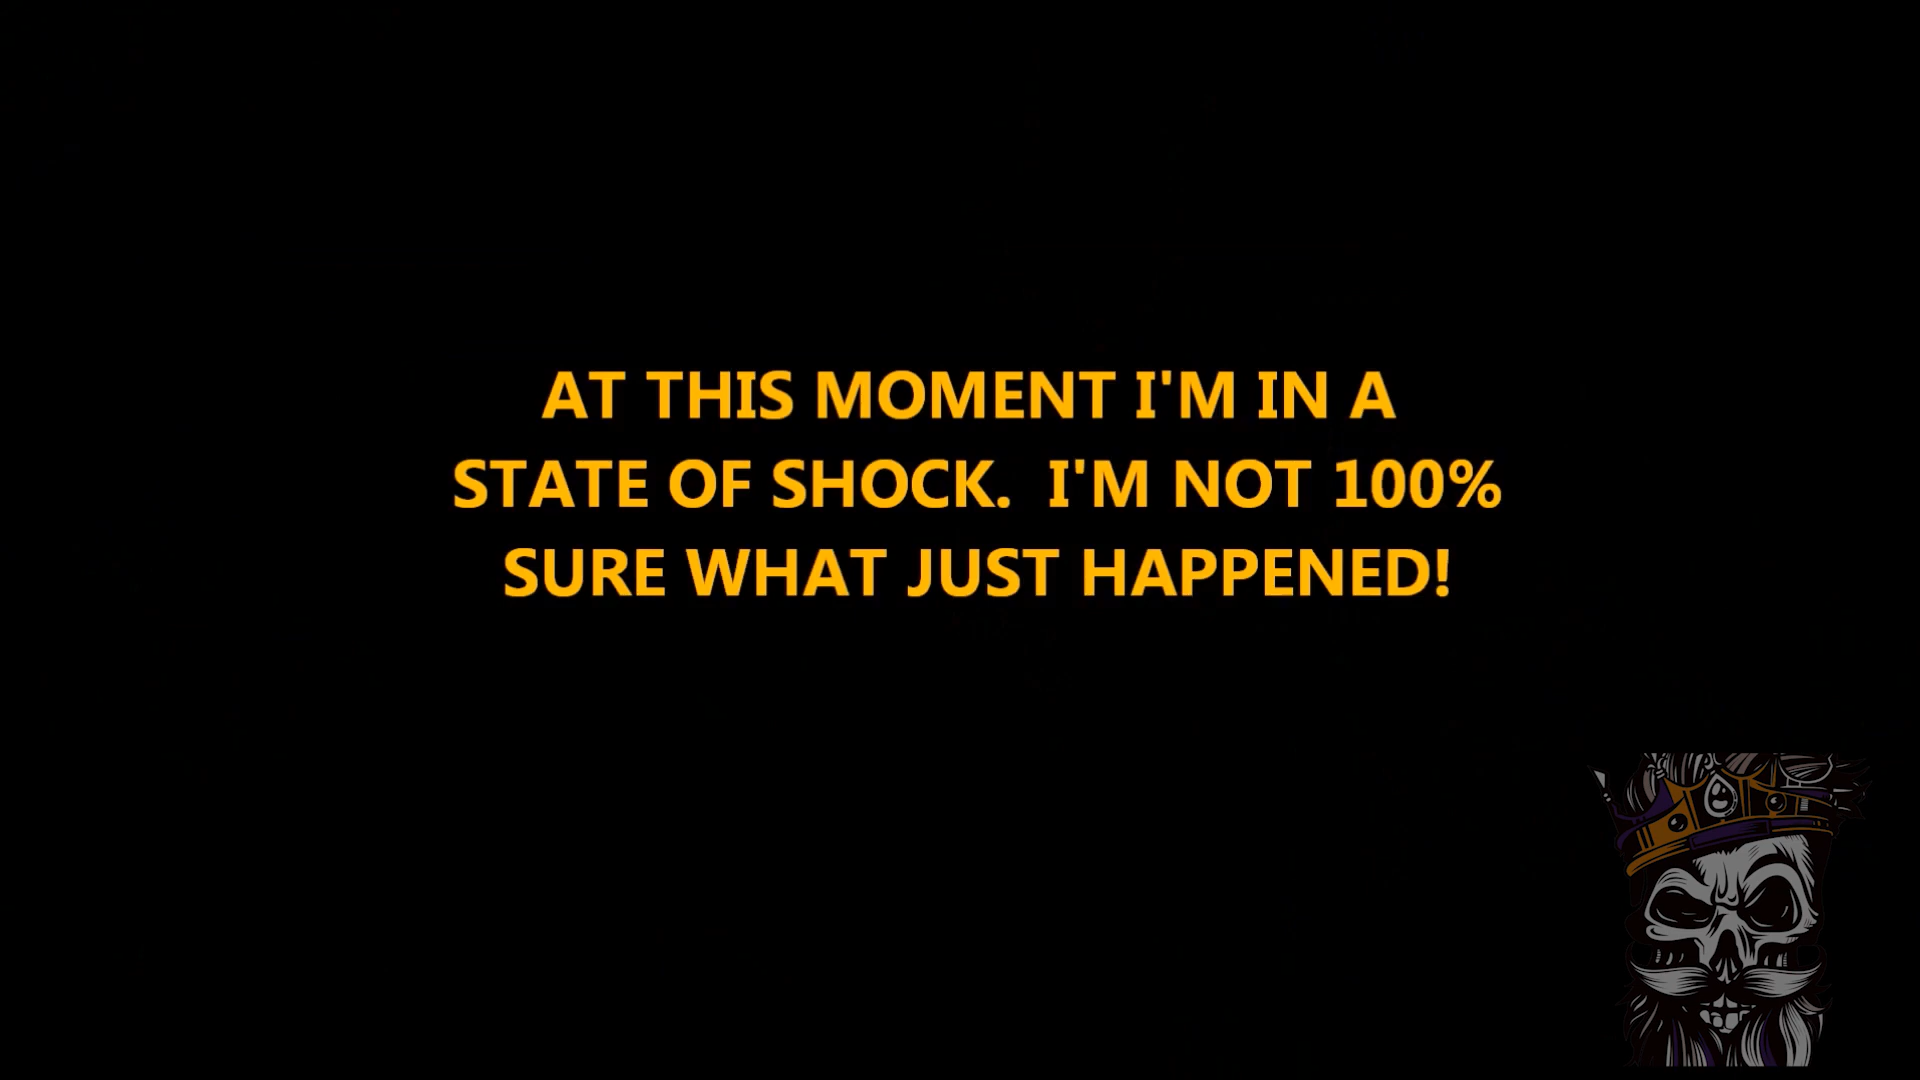 AT THIS MOMENT I'M IN A
STATE OF SHOCK.  I'M NOT 100%
SURE WHAT JUST HAPPENED!